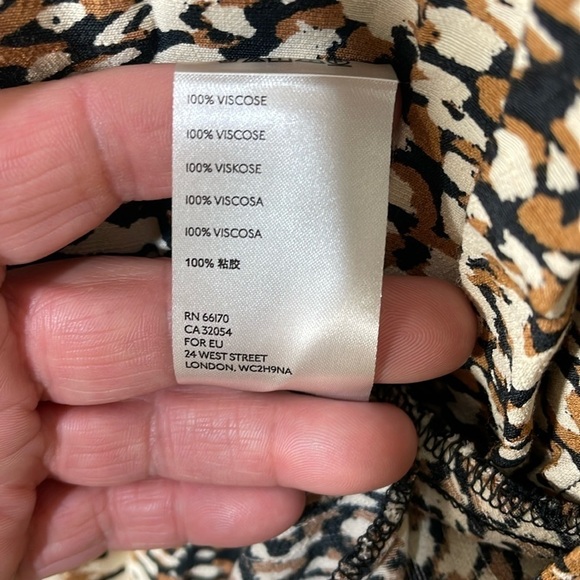 100% VISCOSE
100% VISCOSE
100% VISKOSE
100% VISCOSA
100% VISCOSA
100% 粘胶
RN 66170
CA 32054
FOR EU
24 WEST STREET
LONDON, WC2H9NA